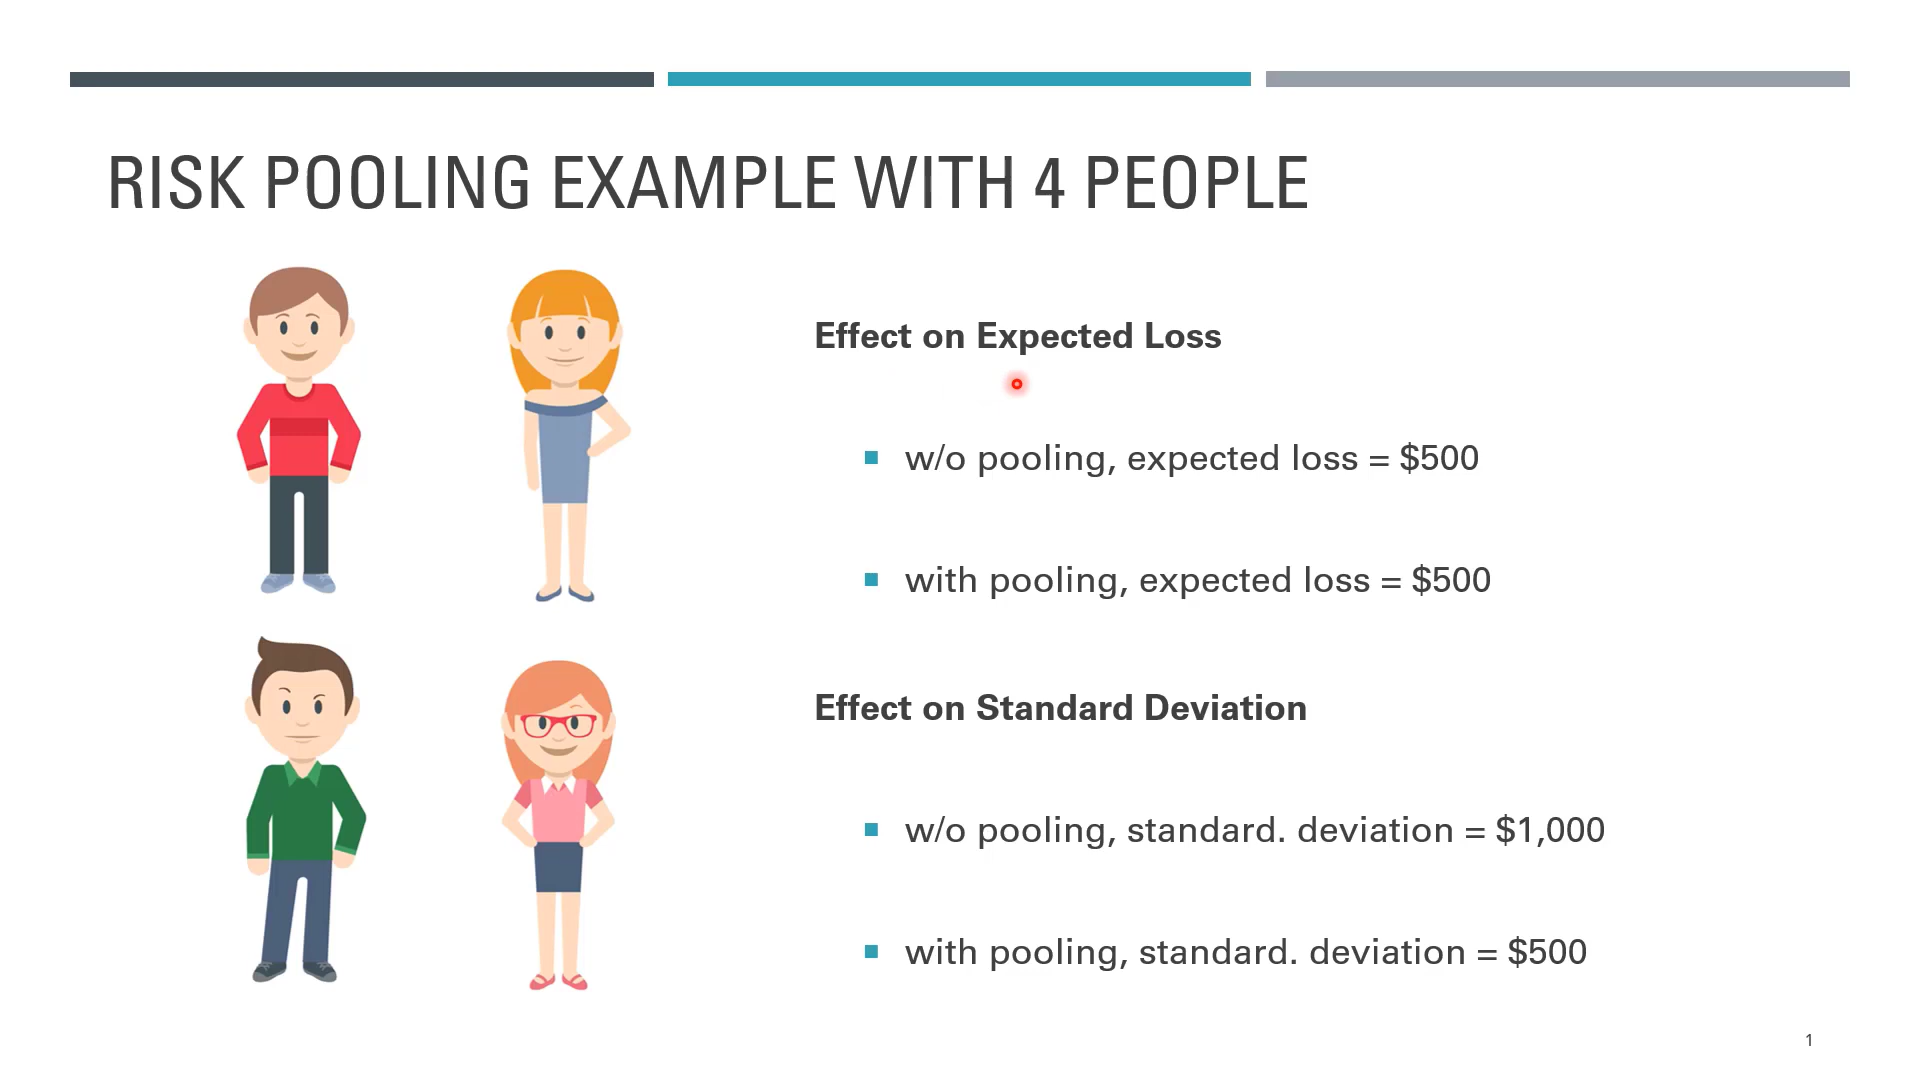 RISK POOLING EXAMPLE WITH 4 PEOPLE
Effect on Expected Loss
w/o pooling, expected loss = $500
with pooling, expected loss = $500
Effect on Standard Deviation
w/o pooling, standard. deviation = $1,000
with pooling, standard. deviation = $500
1